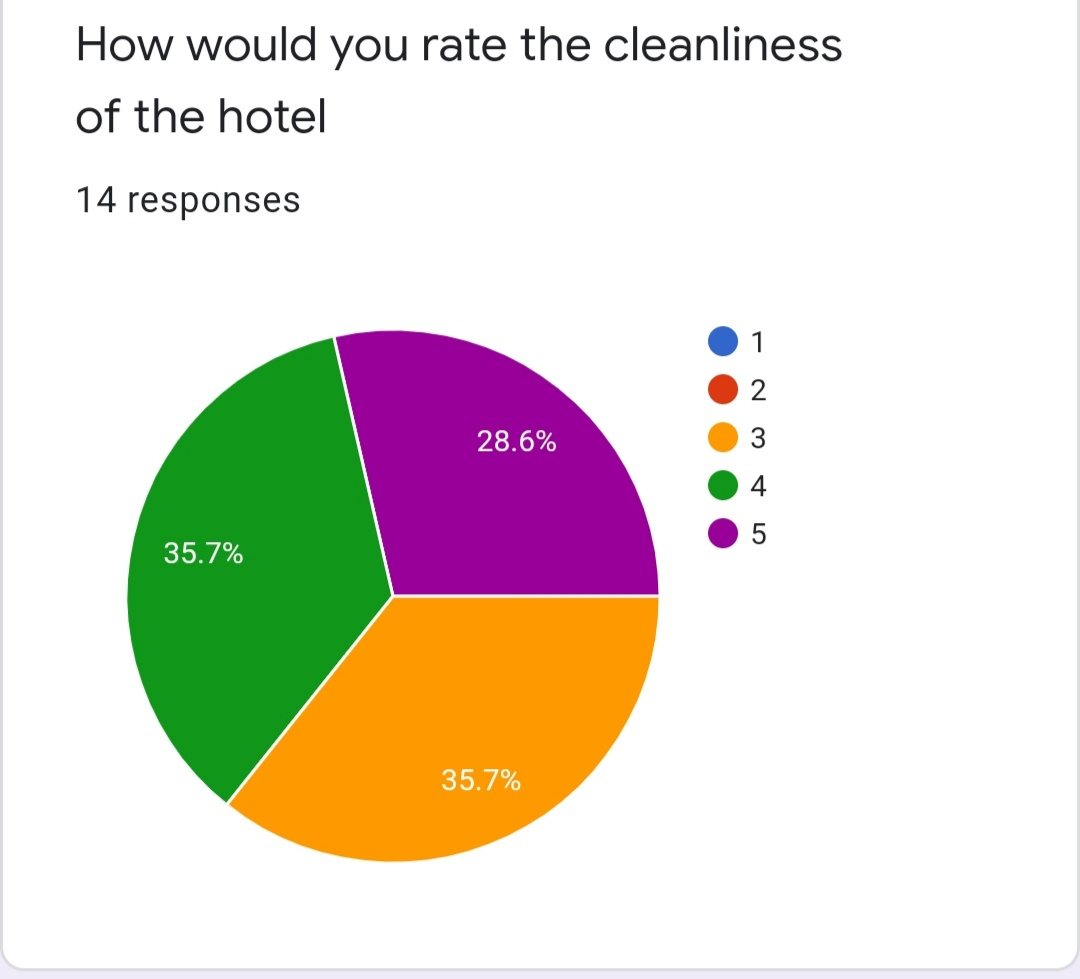 How would you rate the cleanliness
of the hotel
14 responses
1
2
3
4
5
28.6%
35.7%
35.7%